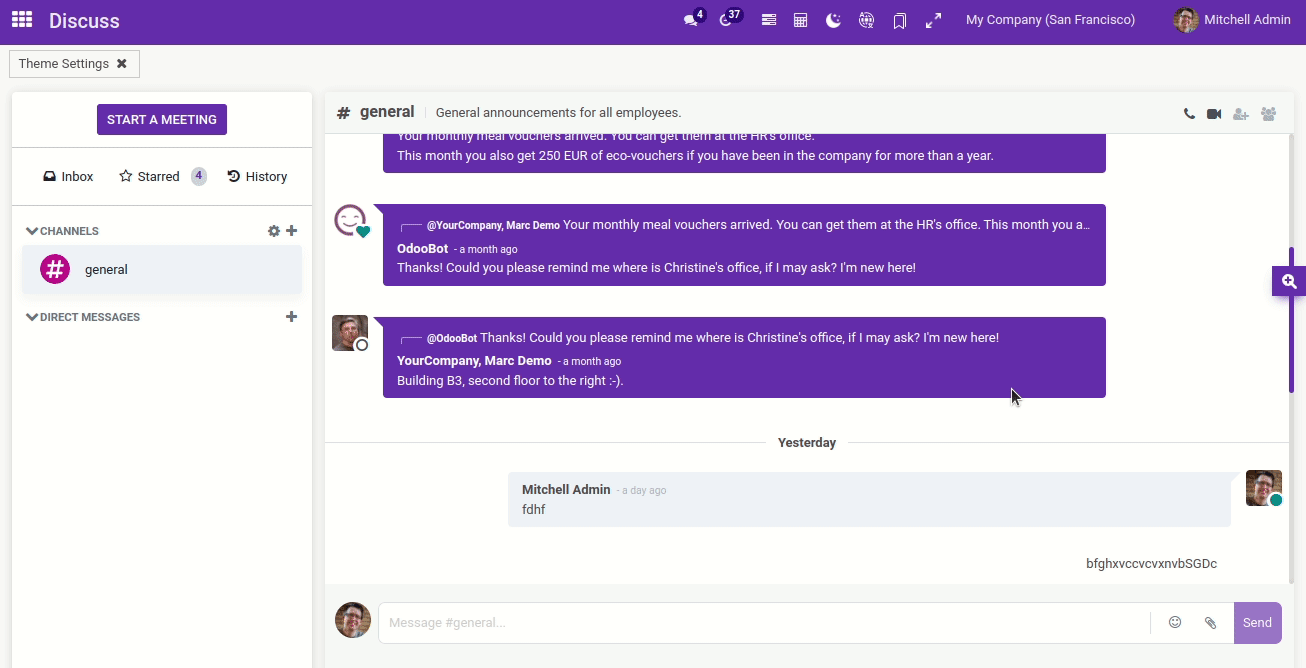 Discuss
4
37
My Company (San Francisco)
Mitchell Admin
Theme Settings
START A MEETING
Inbox
Starred
4
History
CHANNELS
general
DIRECT MESSAGES
# general
General announcements for all employees.
Your monthly meal vouchers arrived. You can get them at the HR's office.
This month you also get 250 EUR of eco-vouchers if you have been in the company for more than a year.
@YourCompany, Marc Demo Your monthly meal vouchers arrived. You can get them at the HR's office. This month you a...
OdooBot - a month ago
Thanks! Could you please remind me where is Christine's office, if I may ask? I'm new here!
@OdooBot Thanks! Could you please remind me where is Christine's office, if I may ask? I'm new here!
YourCompany, Marc Demo - a month ago
Building B3, second floor to the right :-).
Yesterday
Mitchell Admin - a day ago
fdhf
bfghxvccvcvxnvbSGDc
Message #general...
Send